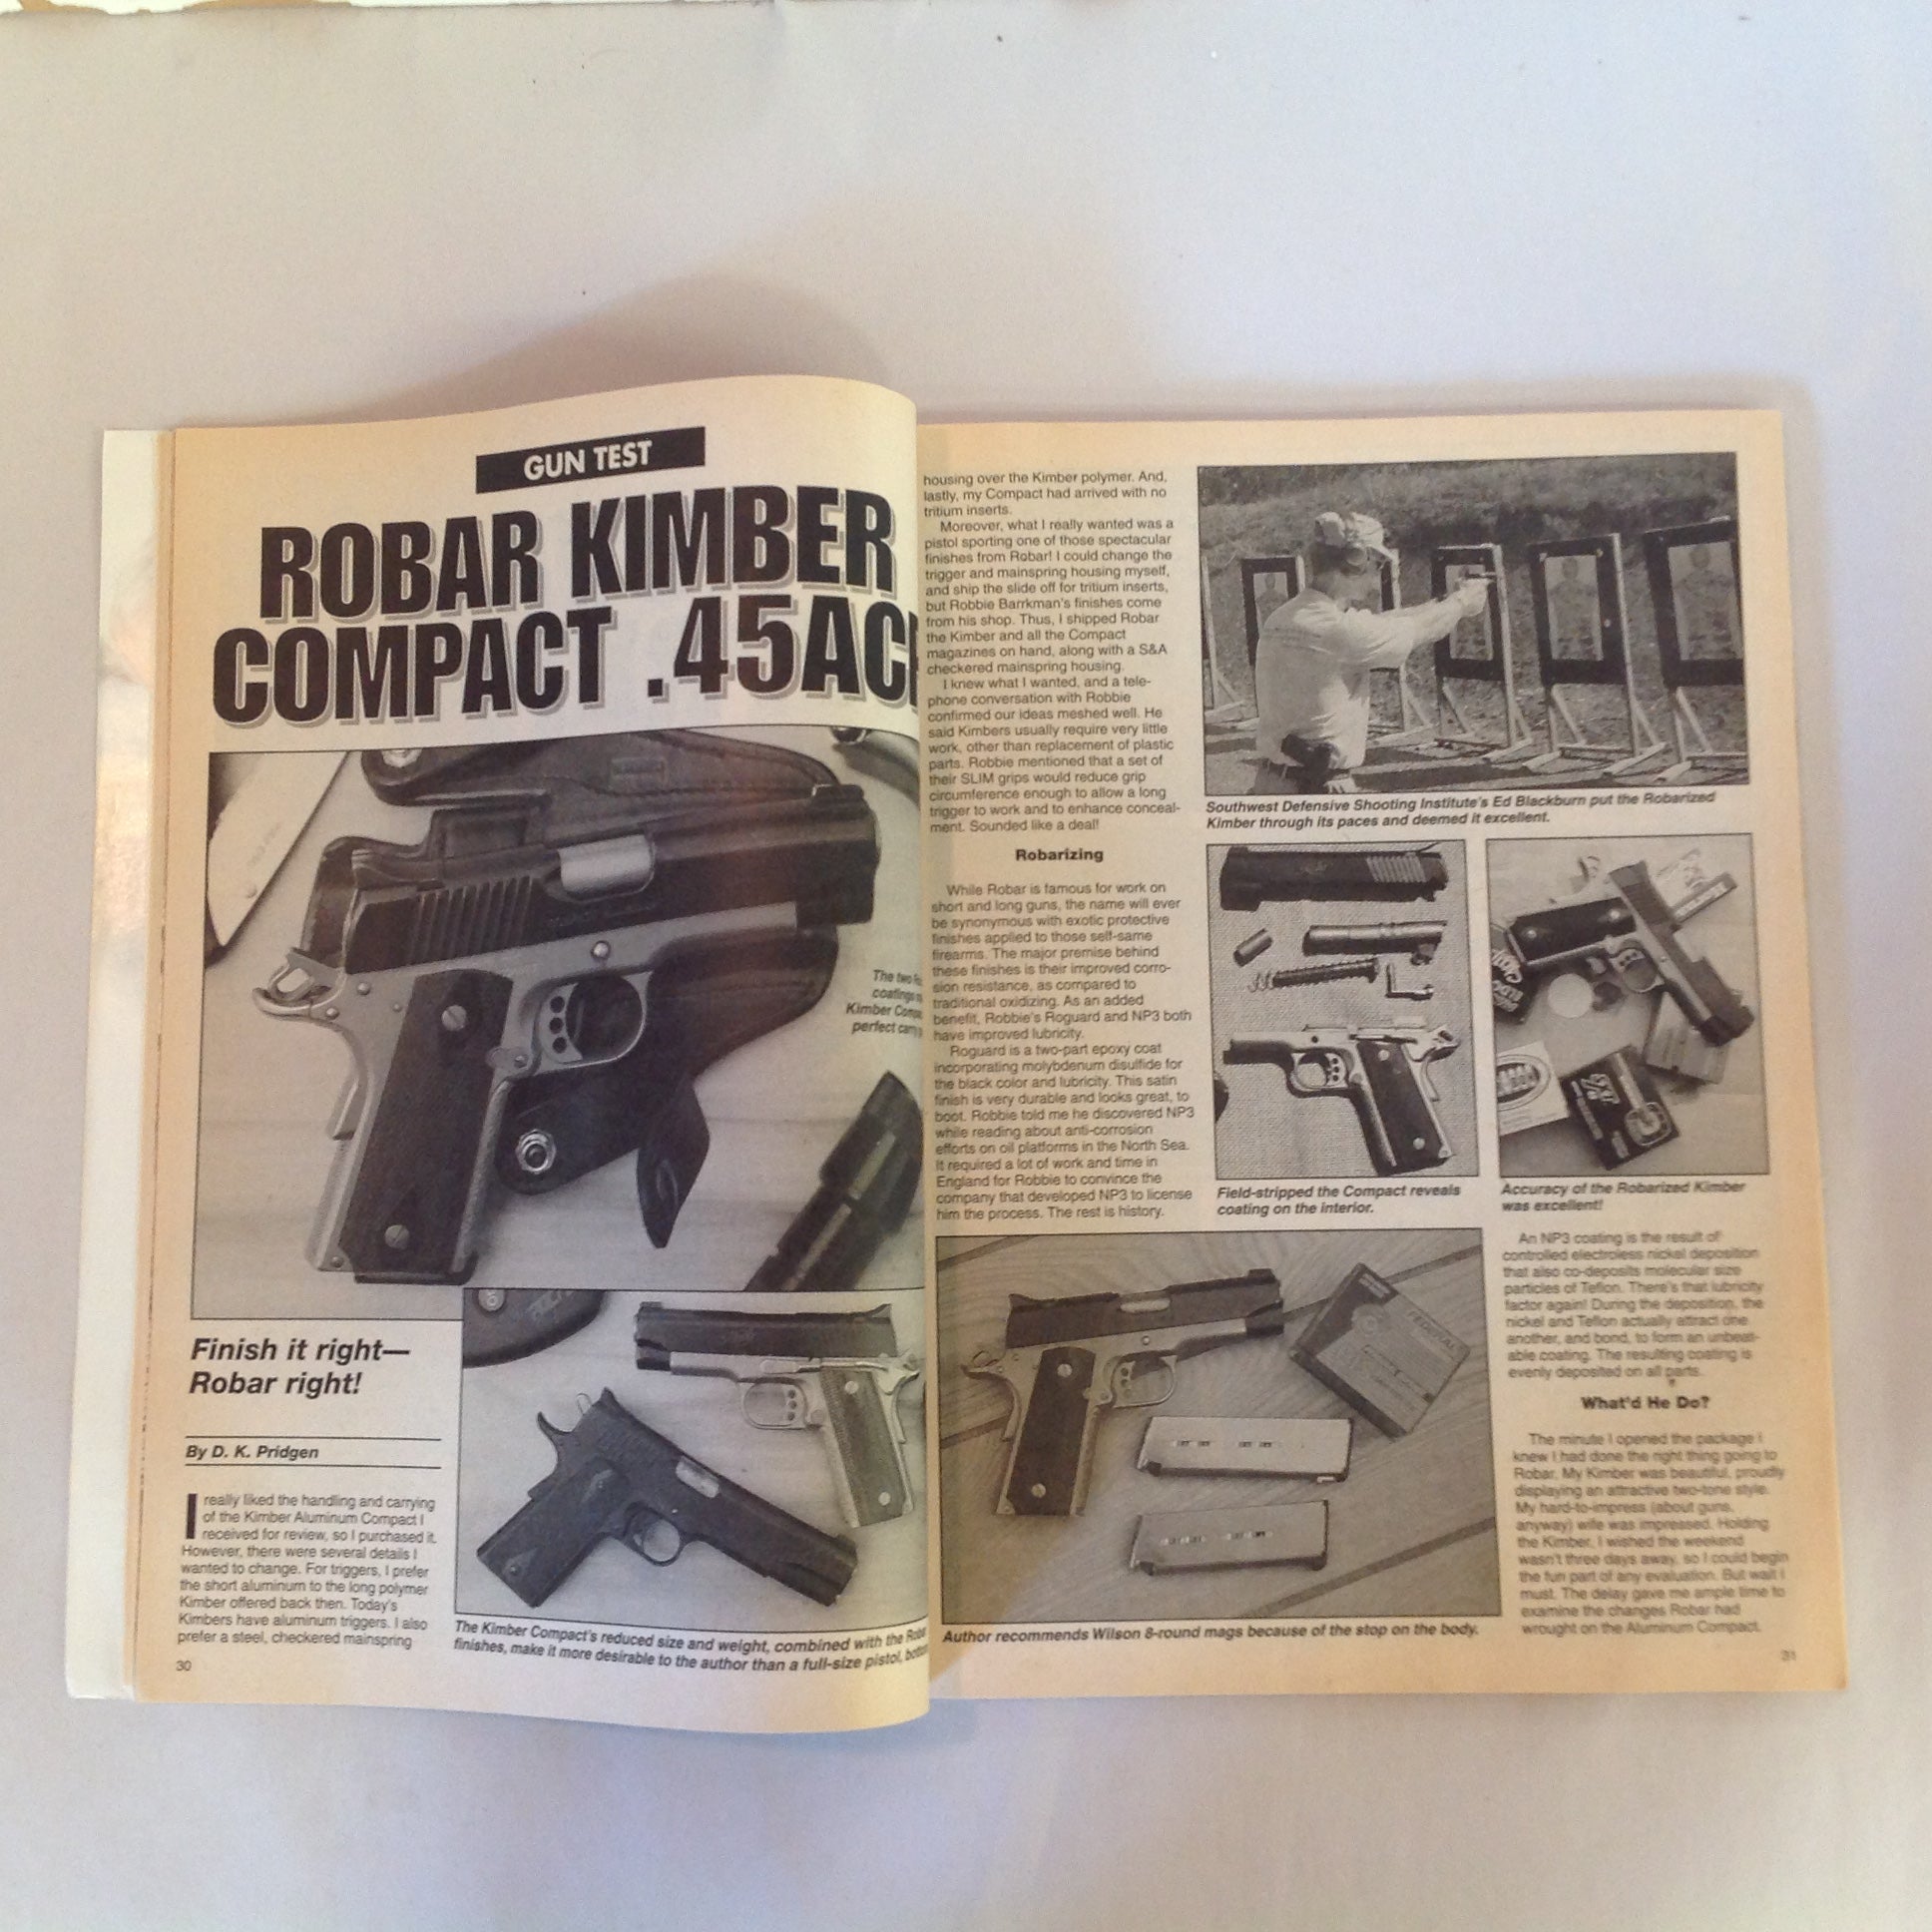 GUN TEST
ROBAR KIMBER
COMPACT .45AC
The two
coatings
Kimber
perfect carry
Finish it right—
Robar right!
By D. K. Pridgen
I really liked the handling and carrying
of the Kimber Aluminum Compact I
received for review, so I purchased it.
However, there were several details I
wanted to change. For triggers, I prefer
the short aluminum to the long polymer
Kimber offered back then. Today's
Kimbers have aluminum triggers. I also
prefer a steel, checkered mainspring
The Kimber Compact's reduced size and weight, combined with the
finishes, make it more desirable to the author than a full-size pistol,
30
housing over the Kimber polymer. And,
lastly, my Compact had arrived with no
tritium inserts.
Moreover, what I really wanted was a
pistol sporting one of those spectacular
finishes from Robar! I could change the
trigger and mainspring housing myself,
and ship the slide off for tritium inserts,
but Robbie Barrkman's finishes come
from his shop. Thus, I shipped Robar
the Kimber and all the Compact
magazines on hand, along with a S&A
checkered mainspring housing.
I knew what I wanted, and a tele-
phone conversation with Robbie
confirmed our ideas meshed well. He
said Kimbers usually require very little
work, other than replacement of plastic
parts. Robbie mentioned that a set of
their SLIM grips would reduce grip
circumference enough to allow a long
trigger to work and to enhance conceal-
ment. Sounded like a deal!
Robarizing
While Robar is famous for work on
short and long guns, the name will ever
be synonymous with exotic protective
finishes applied to those self-same
firearms. The major premise behind
these finishes is their improved corro-
sion resistance, as compared to
traditional oxidizing. As an added
benefit, Robbie's Roguard and NP3 both
have improved lubricity.
Roguard is a two-part epoxy coat
incorporating molybdenum disulfide for
the black color and lubricity. This satin
finish is very durable and looks great, to
boot. Robbie told me he discovered NP3
while reading about anti-corrosion
efforts on oil platforms in the North Sea.
It required a lot of work and time in
England for Robbie to convince the
company that developed NP3 to license
him the process. The rest is history.
Southwest Defensive Shooting Institute's Ed Blackburn put the Robarized
Kimber through its paces and deemed it excellent.
Field-stripped the Compact reveals
coating on the interior.
Accuracy of the Robarized Kimber
was excellent!
FEDERAL
Author recommends Wilson 8-round mags because of the stop on the body.
An NP3 coating is the result of
controlled electroless nickel deposition
that also co-deposits molecular size
particles of Teflon. There's that lubricity
factor again! During the deposition, the
nickel and Teflon actually attract one
another, and bond, to form an unbeat-
able coating. The resulting coating is
evenly deposited on all parts.
What'd He Do?
The minute I opened the package I
knew I had done the right thing going to
Robar. My Kimber was beautiful, proudly
displaying an attractive two-tone style.
My hard-to-impress (about guns,
anyway) wife was impressed. Holding
the Kimber, I wished the weekend
wasn't three days away, so I could begin
the fun part of any evaluation. But wait I
must. The delay gave me ample time to
examine the changes Robar had
wrought on the Aluminum Compact.
31